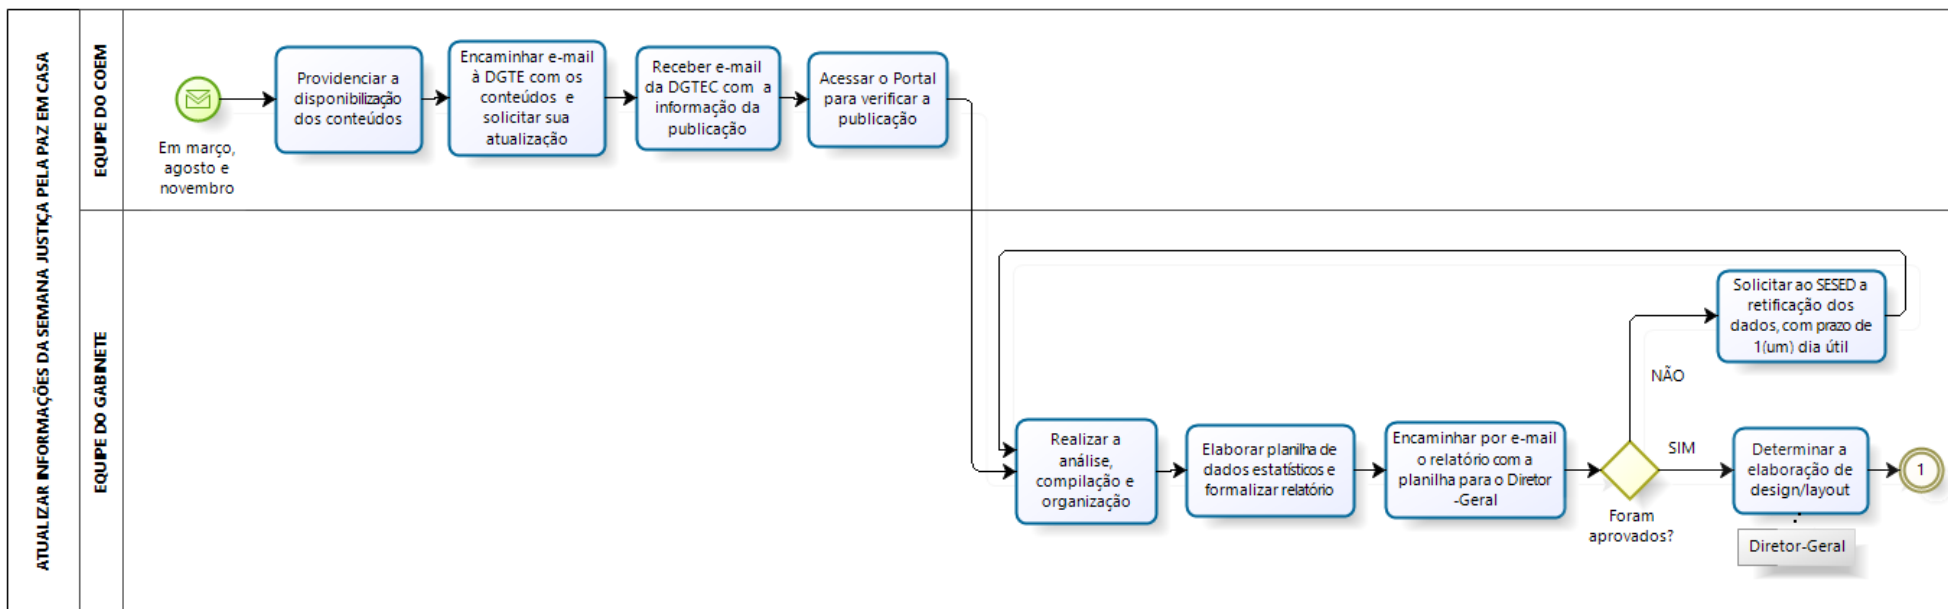 ATUALIZAR INFORMAÇÕES DA SEMANA JUSTIÇA PELA PAZ EM CASA
EQUIPE DO COEM
Em março,
agosto e
novembro
Providenciar a
disponibilização
dos conteúdos
Encaminhar e-mail
à DGTE com os
conteúdos e
solicitar sua
atualização
Receber e-mail
da DGTEC com a
informação da
publicação
Acessar o Portal
para verificar a
publicação
EQUIPE DO GABINETE
Realizar a
análise,
compilação e
organização
Elaborar planilha de
dados estatísticos e
formalizar relatório
Encaminhar por e-mail
o relatório com a
planilha para o Diretor
-Geral
Foram
aprovados?
NÃO
Solicitar ao SESED a
retificação dos
dados, com prazo de
1(um) dia útil
SIM
Determinar a
elaboração de
design/layout
Diretor-Geral
1